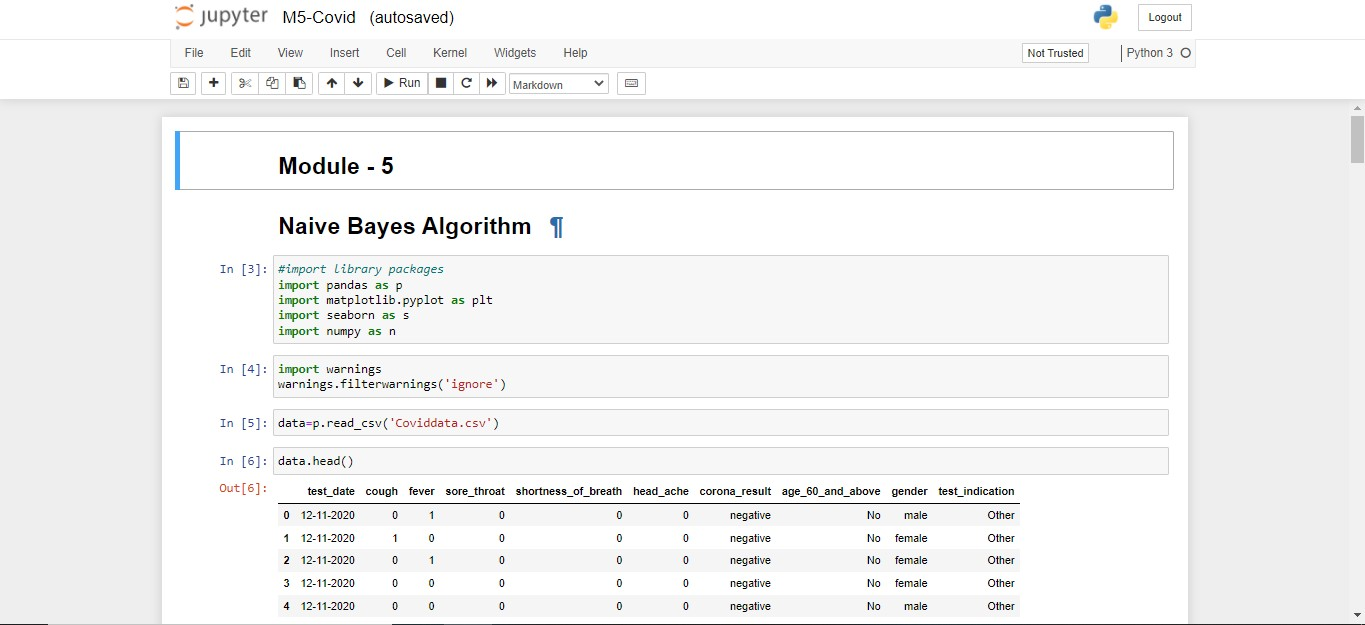 jupyter M5-Covid (autosaved) Logout
File Edit View Insert Cell Kernel Widgets Help Not Trusted Python 3
Run Markdown
Module - 5
Naive Bayes Algorithm ¶
In [3]: #import library packages
import pandas as p
import matplotlib.pyplot as plt
import seaborn as s
import numpy as n
In [4]: import warnings
warnings.filterwarnings('ignore')
In [5]: data=p.read_csv('Coviddata.csv')
In [6]: data.head()
Out[6]:
test_date cough fever sore_throat shortness_of_breath head_ache corona_result age_60_and_above gender test_indication
0 12-11-2020 0 1 0 0 0 negative No male Other
1 12-11-2020 1 0 0 0 0 negative No female Other
2 12-11-2020 0 1 0 0 0 negative No female Other
3 12-11-2020 0 0 0 0 0 negative No female Other
4 12-11-2020 0 0 0 0 0 negative No male Other